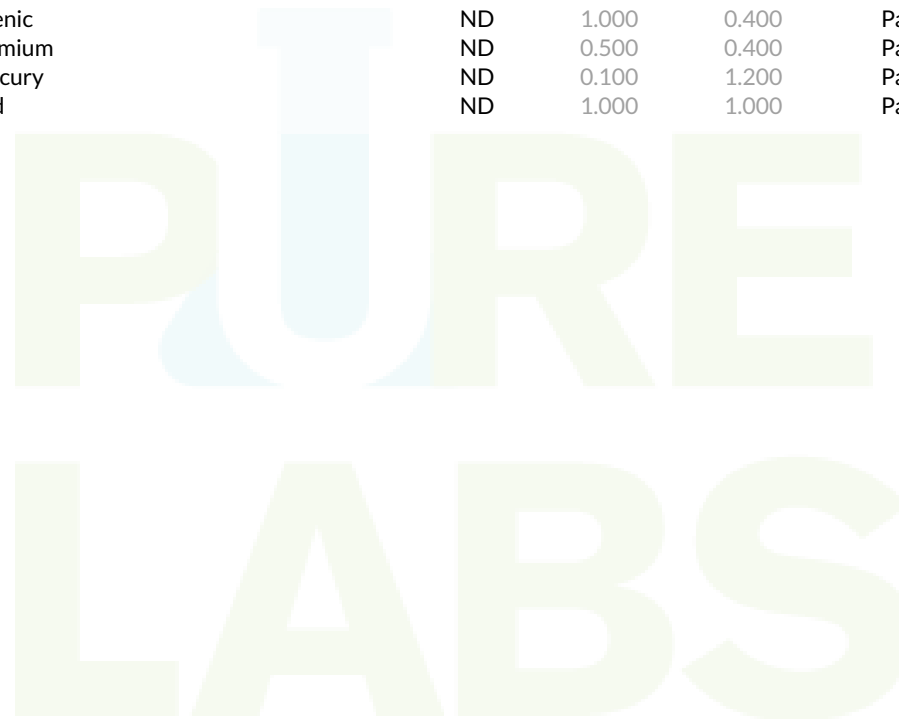 enic ND 1.000 0.400 Pa
mium ND 0.500 0.400 Pa
cury ND 0.100 1.200 Pa
d ND 1.000 1.000 Pa
PURE
LABS